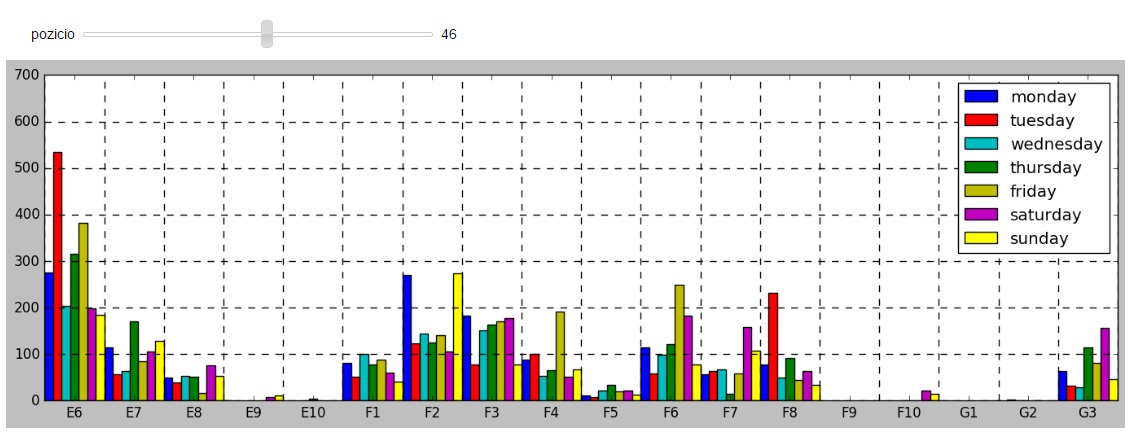 pozicio 46
700
600
500
400
300
200
100
0
monday
tuesday
wednesday
thursday
friday
saturday
sunday
E6 E7 E8 E9 E10 F1 F2 F3 F4 F5 F6 F7 F8 F9 F10 G1 G2 G3